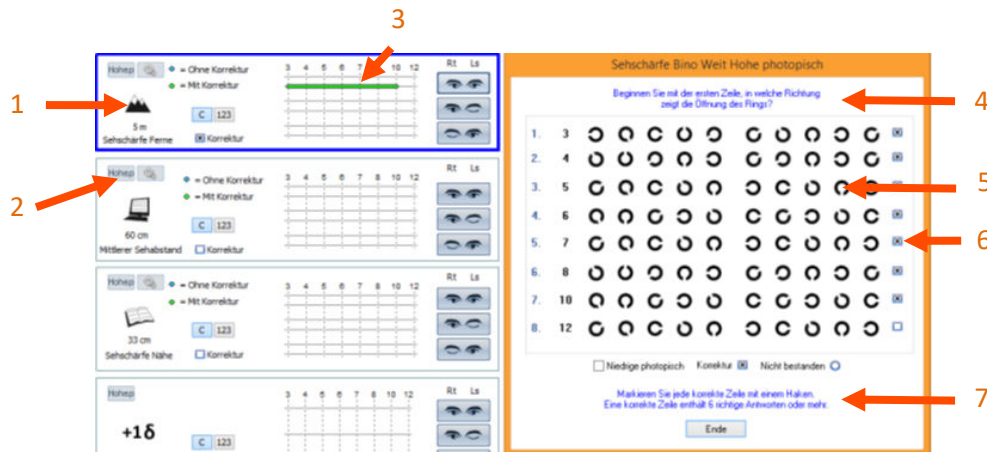 3
1
2
Hohep
= Ohne Korrektur
= Mit Korrektur
3 4 5 6 7 8 10 12
Rt Ls
C 123
5 m
Sehschärfe Ferne
Korrektur
Hohep
= Ohne Korrektur
= Mit Korrektur
3 4 5 6 7 8 10 12
Rt Ls
C 123
60 cm
Mittlerer Sehabstand
Korrektur
Hohep
= Ohne Korrektur
= Mit Korrektur
3 4 5 6 7 8 10 12
Rt Ls
C 123
33 cm
Sehschärfe Nähe
Korrektur
Hohep
3 4 5 6 7 8 10 12
Rt Ls
+1δ
C 123
Sehschärfe Bino Weit Hohe photopisch
Beginnen Sie mit der ersten Zeile, in welche Richtung
zeigt die Öffnung des Rings?
4
1. 3
2. 4
3. 5
5
4. 6
5. 7
6
6. 8
7. 10
8. 12
Niedrige photopisch Korrektur Nicht bestanden
Markieren Sie jede korrekte Zeile mit einem Haken.
Eine korrekte Zeile enthält 6 richtige Antworten oder mehr.
7
Ende